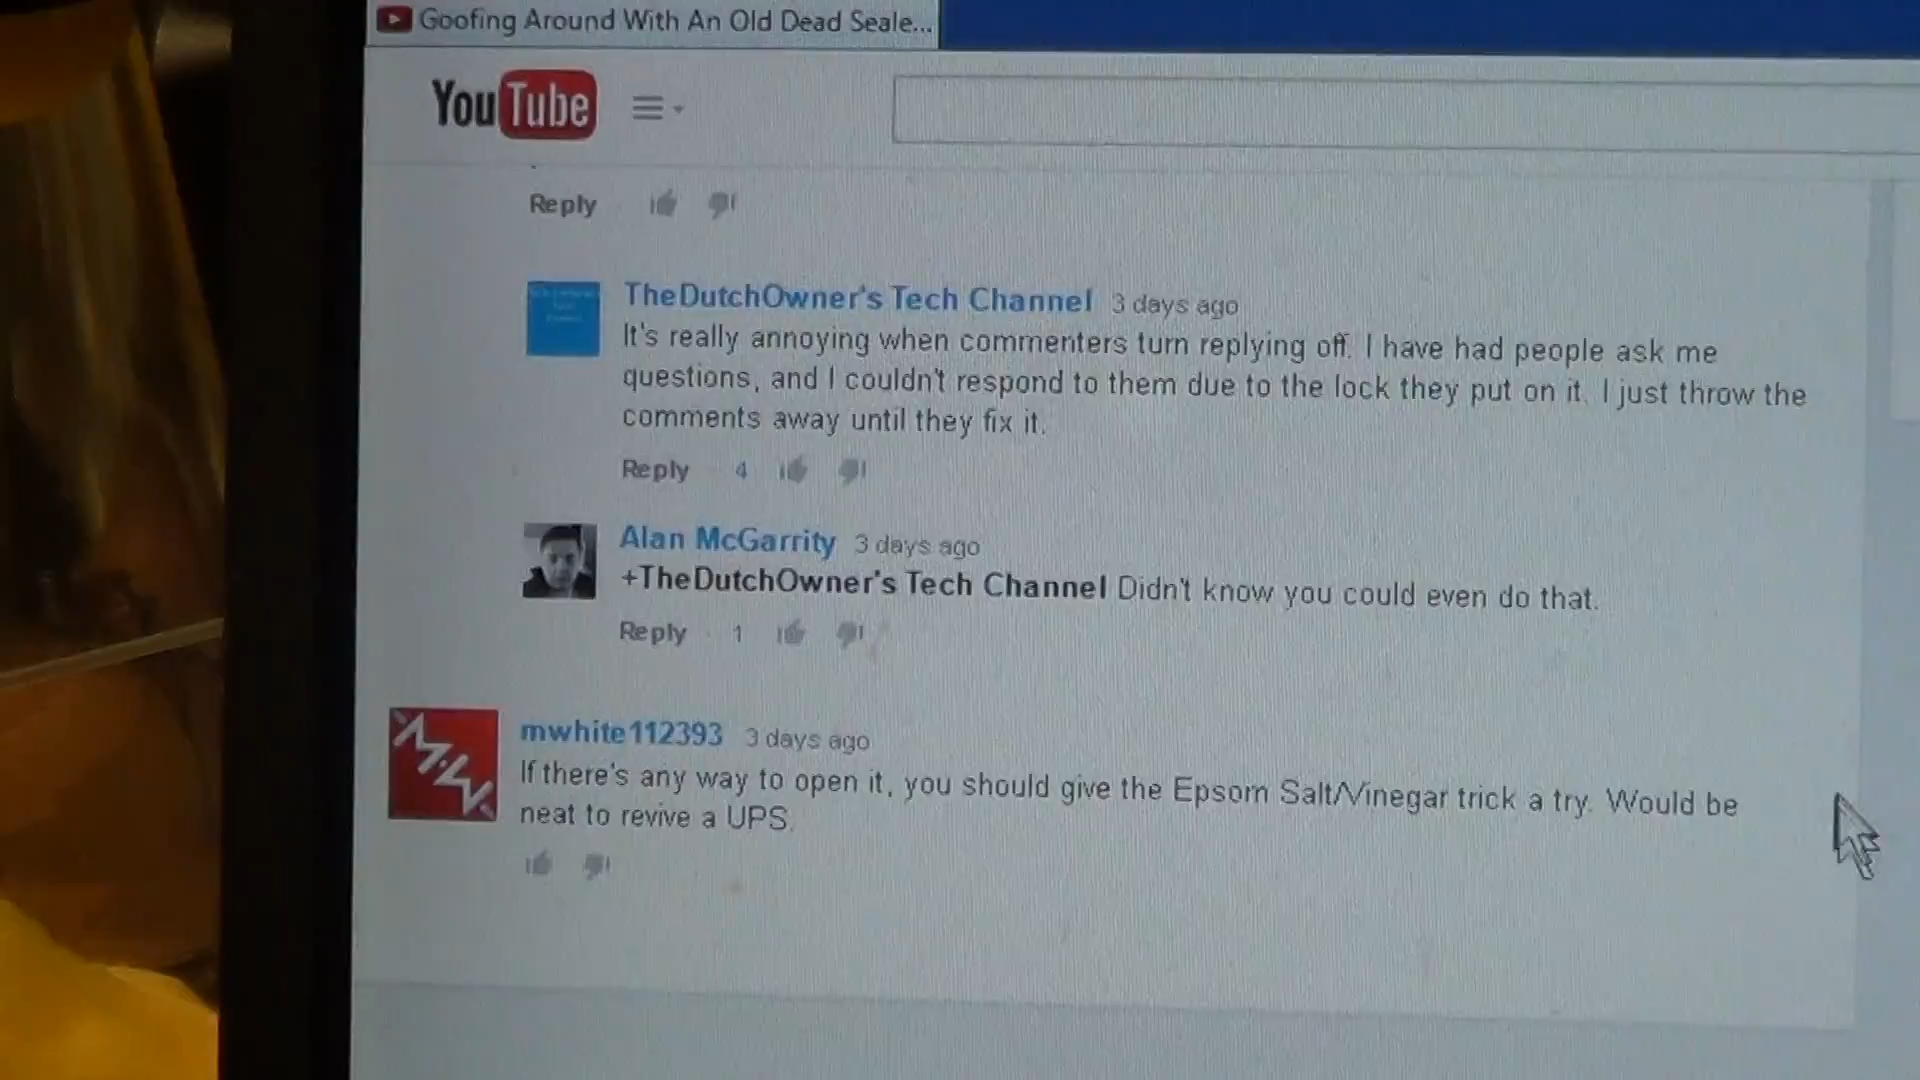 Goofing Around With An Old Dead Seale...
YouTube
Reply
TheDutchOwner's Tech Channel 3 days ago
It's really annoying when commenters turn replying off. I have had people ask me
questions, and I couldn't respond to them due to the lock they put on it. I just throw the
comments away until they fix it.
Reply 4
Alan McGarrity 3 days ago
+TheDutchOwner's Tech Channel Didn't know you could even do that.
Reply 1
mwhite112393 3 days ago
If there's any way to open it, you should give the Epsom Salt/Vinegar trick a try. Would be
neat to revive a UPS.